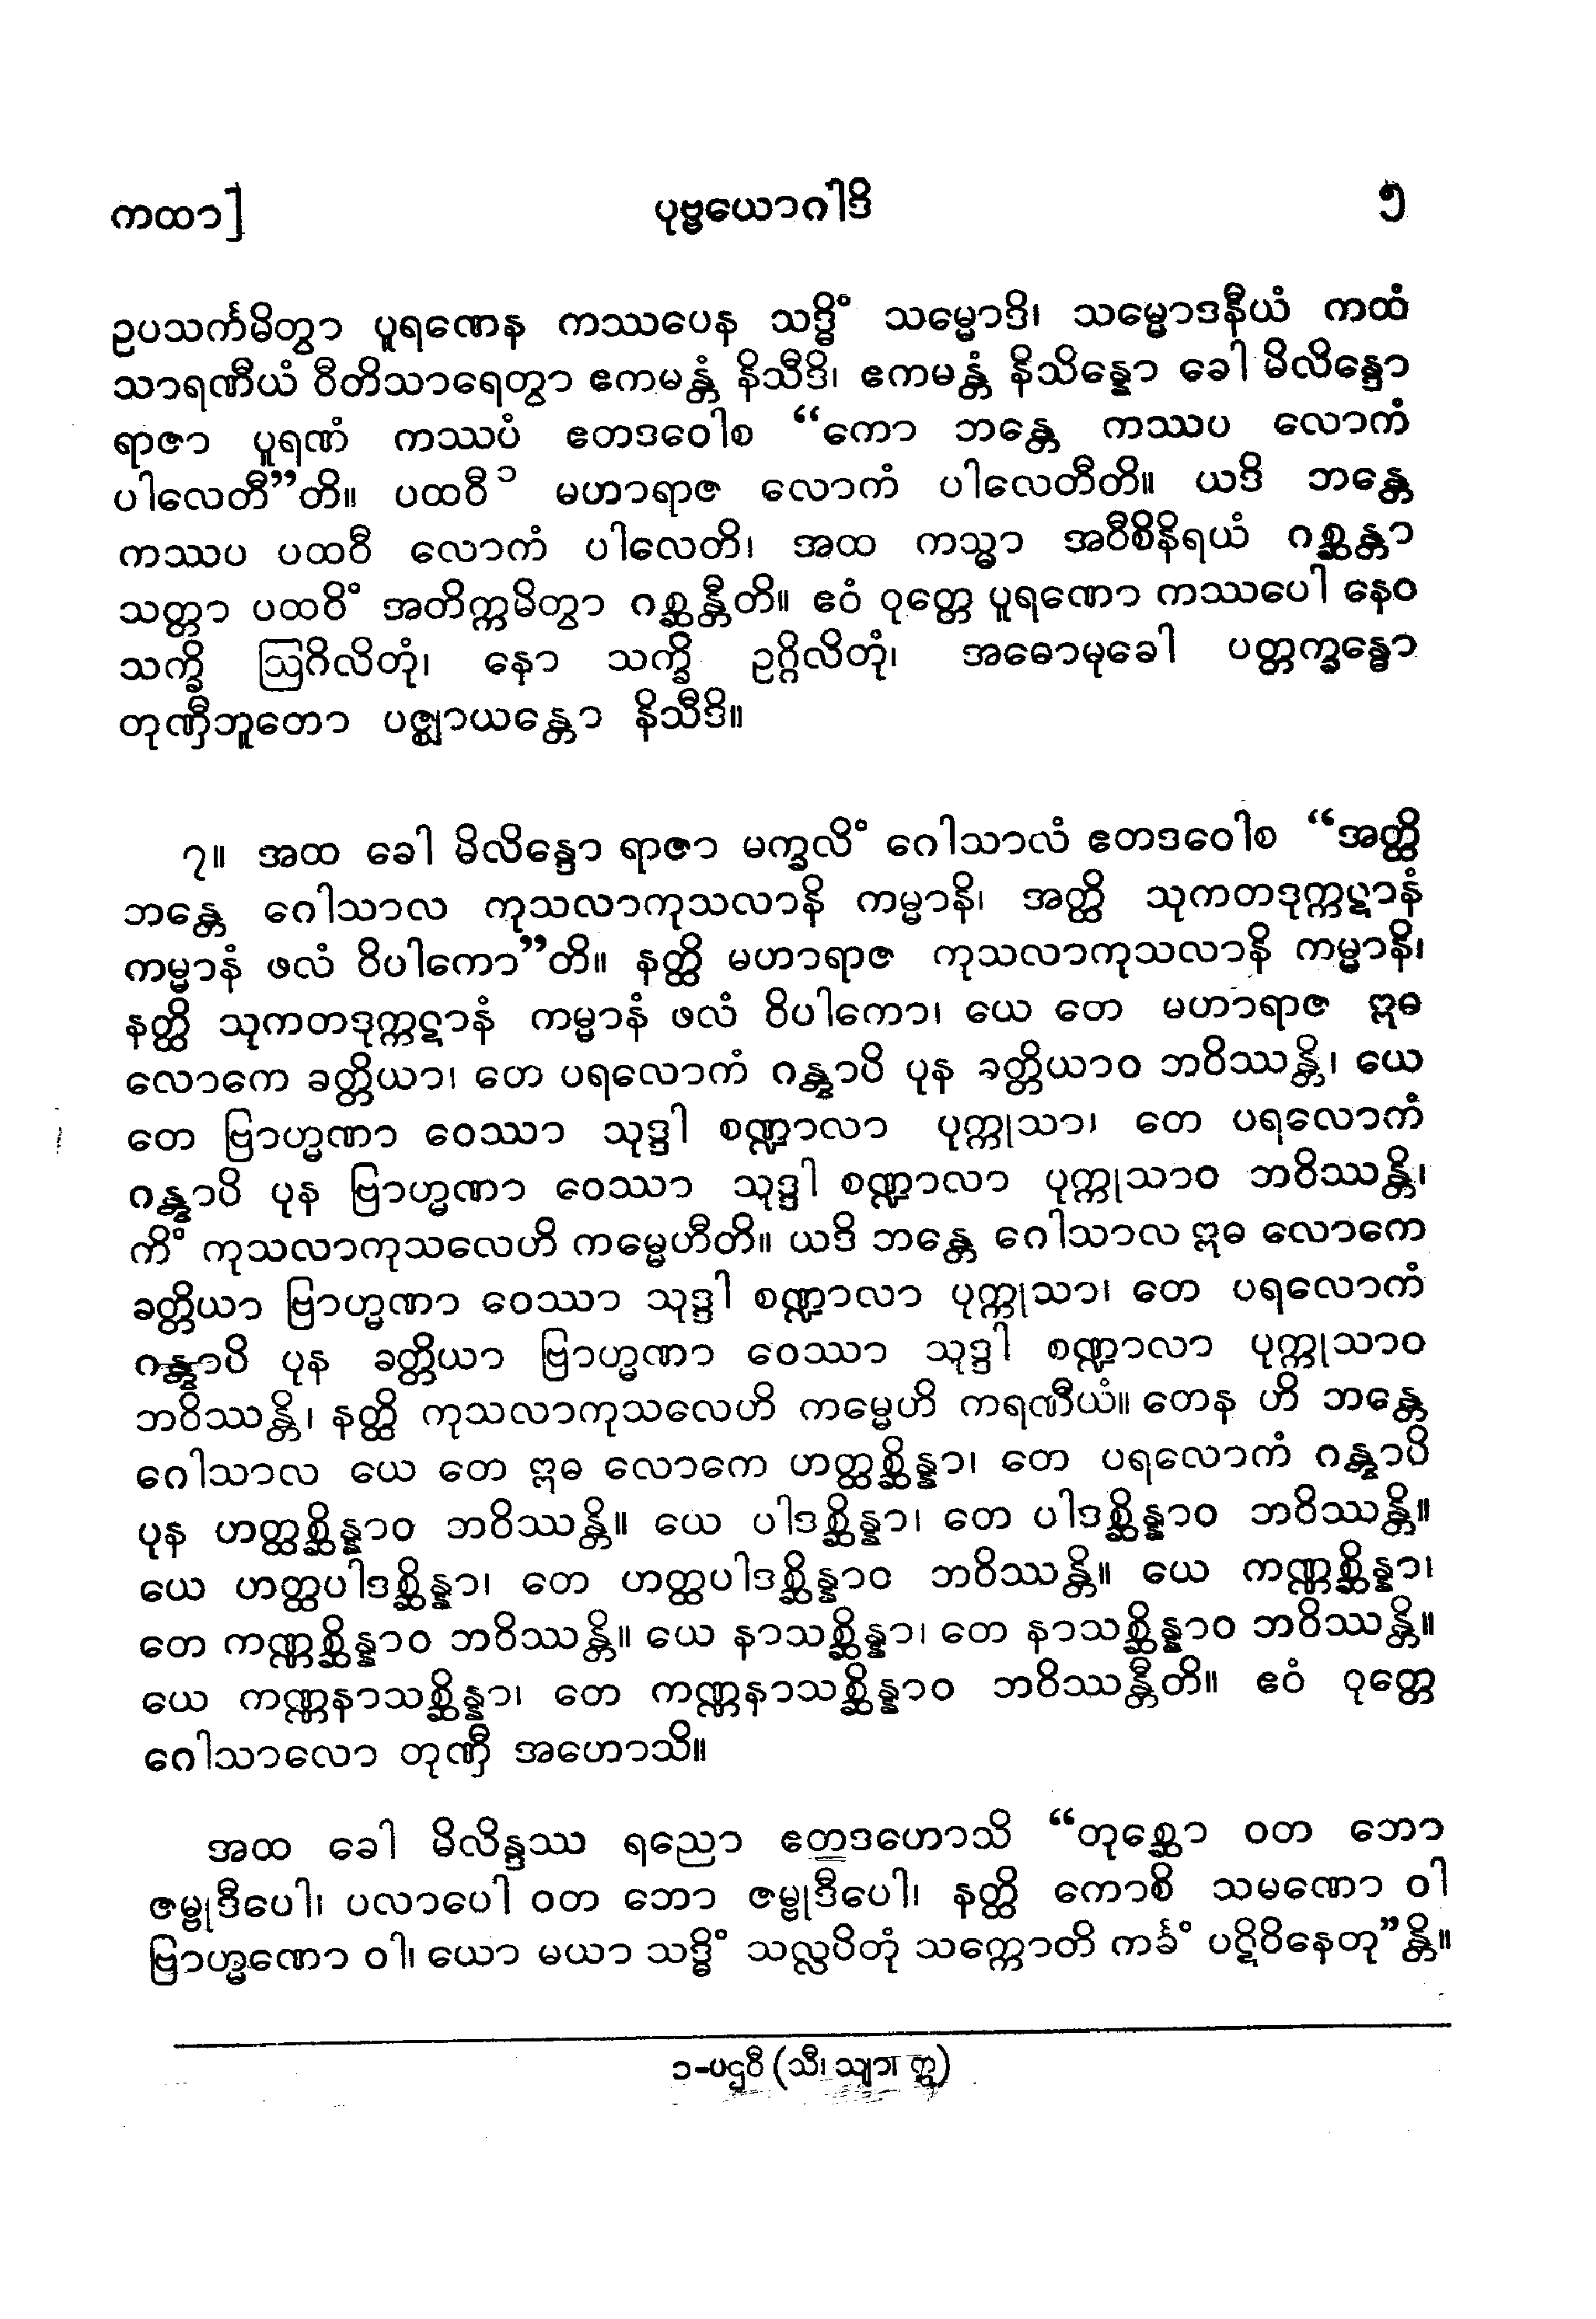 ကထာ] ပုဗ္ဗယောဂါဒိ ၅
ဥပသင်္ကမိတွာ ပူရဏေန ကဿပေန သဒ္ဓိံ သမ္မောဒိ၊ သမ္မောဒနီယံ ကထံ
သာရဏီယံ ဝီတိသာရေတွာ ဧကမန္တံ နိသီဒိ၊ ဧကမန္တံ နိသိန္နော ခေါ မိလိန္ဒော
ရာဇာ ပူရဏံ ကဿပံ ဧတဒဝေါစ “ကော ဘန္တေ ကဿပ လောကံ
ပါလေတီ”တိ။ ပထဝီ ၁ မဟာရာဇ လောကံ ပါလေတီတိ။ ယဒိ ဘန္တေ
ကဿပ ပထဝီ လောကံ ပါလေတိ၊ အထ ကသ္မာ အဝီစိနိရယံ ဂစ္ဆန္တာ
သတ္တာ ပထဝိံ အတိက္ကမိတွာ ဂစ္ဆန္တီတိ။ ဧဝံ ဝုတ္တေ ပူရဏော ကဿပေါ နေဝ
သက္ခိ ဩဂိလိတုံ၊ နော သက္ခိ ဥဂ္ဂိလိတုံ၊ အဓောမုခေါ ပတ္တက္ခန္ဓော
တုဏှီဘူတော ပဇ္ဈာယန္တော နိသီဒိ။
၇။ အထ ခေါ မိလိန္ဒော ရာဇာ မက္ခလိံ ဂေါသာလံ ဧတဒဝေါစ “အတ္ထိ
ဘန္တေ ဂေါသာလ ကုသလာကုသလာနိ ကမ္မာနိ၊ အတ္ထိ သုကတဒုက္ကဋာနံ
ကမ္မာနံ ဖလံ ဝိပါကော”တိ။ နတ္ထိ မဟာရာဇ ကုသလာကုသလာနိ ကမ္မာနိ၊
နတ္ထိ သုကတဒုက္ကဋာနံ ကမ္မာနံ ဖလံ ဝိပါကော၊ ယေ တေ မဟာရာဇ ဣဓ
လောကေ ခတ္တိယာ၊ တေ ပရလောကံ ဂန္တွာပိ ပုန ခတ္တိယာဝ ဘဝိဿန္တိ၊ ယေ
တေ ဗြာဟ္မဏာ ဝေဿာ သုဒ္ဒါ စဏ္ဍာလာ ပုက္ကုသာ၊ တေ ပရလောကံ
ဂန္တွာပိ ပုန ဗြာဟ္မဏာ ဝေဿာ သုဒ္ဒါ စဏ္ဍာလာ ပုက္ကုသာဝ ဘဝိဿန္တိ၊
ကိံ ကုသလာကုသလေဟိ ကမ္မေဟီတိ။ ယဒိ ဘန္တေ ဂေါသာလ ဣဓ လောကေ
ခတ္တိယာ ဗြာဟ္မဏာ ဝေဿာ သုဒ္ဒါ စဏ္ဍာလာ ပုက္ကုသာ၊ တေ ပရလောကံ
ဂန္တွာပိ ပုန ခတ္တိယာ ဗြာဟ္မဏာ ဝေဿာ သုဒ္ဒါ စဏ္ဍာလာ ပုက္ကုသာဝ
ဘဝိဿန္တိ၊ နတ္ထိ ကုသလာကုသလေဟိ ကမ္မေဟိ ကရဏီယံ။ တေန ဟိ ဘန္တေ
ဂေါသာလ ယေ တေ ဣဓ လောကေ ဟတ္ထစ္ဆိန္နာ၊ တေ ပရလောကံ ဂန္တွာပိ
ပုန ဟတ္ထစ္ဆိန္နာဝ ဘဝိဿန္တိ။ ယေ ပါဒစ္ဆိန္နာ၊ တေ ပါဒစ္ဆိန္နာဝ ဘဝိဿန္တိ။
ယေ ဟတ္ထပါဒစ္ဆိန္နာ၊ တေ ဟတ္ထပါဒစ္ဆိန္နာဝ ဘဝိဿန္တိ။ ယေ ကဏ္ဏစ္ဆိန္နာ၊
တေ ကဏ္ဏစ္ဆိန္နာဝ ဘဝိဿန္တိ။ ယေ နာသစ္ဆိန္နာ၊ တေ နာသစ္ဆိန္နာဝ ဘဝိဿန္တိ။
ယေ ကဏ္ဏနာသစ္ဆိန္နာ၊ တေ ကဏ္ဏနာသစ္ဆိန္နာဝ ဘဝိဿန္တီတိ။ ဧဝံ ဝုတ္တေ
ဂေါသာလော တုဏှီ အဟောသိ။
အထ ခေါ မိလိန္ဒဿ ရညော ဧတဒဟောသိ “တုစ္ဆော ဝတ ဘော
ဇမ္ဗုဒီပေါ၊ ပလာပေါ ဝတ ဘော ဇမ္ဗုဒီပေါ၊ နတ္ထိ ကောစိ သမဏော ဝါ
ဗြာဟ္မဏော ဝါ၊ ယော မယာ သဒ္ဓိံ သလ္လပိတုံ သက္ကောတိ ကင်္ခံ ပဋိဝိနေတု”န္တိ။
၁-ပဌဝီ (သီ၊ သျာ၊ ဣ)